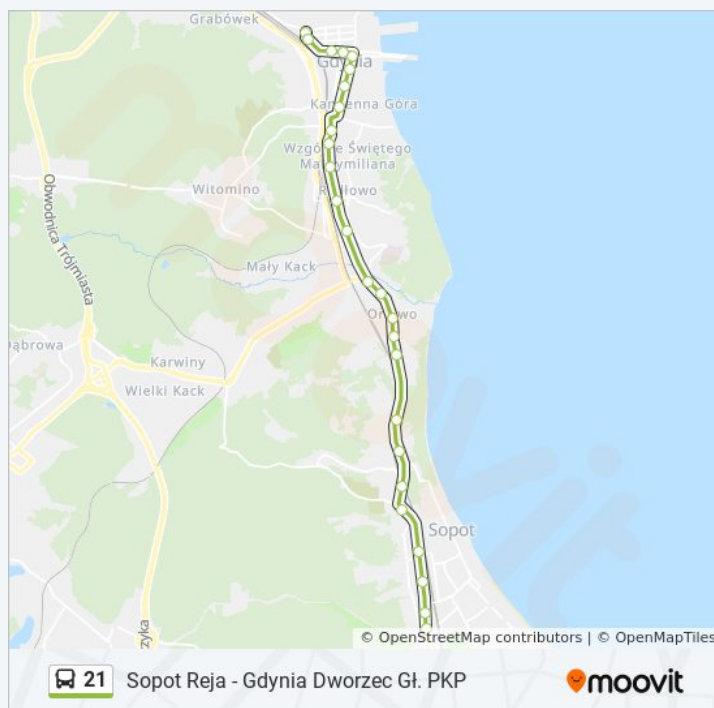 Grabówek
Gdynia
Kamienna Góra
Wzgórze Świętego
Maksymiliana
Witomino
Redłowo
Obwodnica Trójmiasta
Mały Kack
Orłowo
Dąbrowa
Karwiny
Wielki Kack
Sopot
zyka
© OpenStreetMap contributors | © OpenMapTiles
21 Sopot Reja - Gdynia Dworzec Gł. PKP
moovit